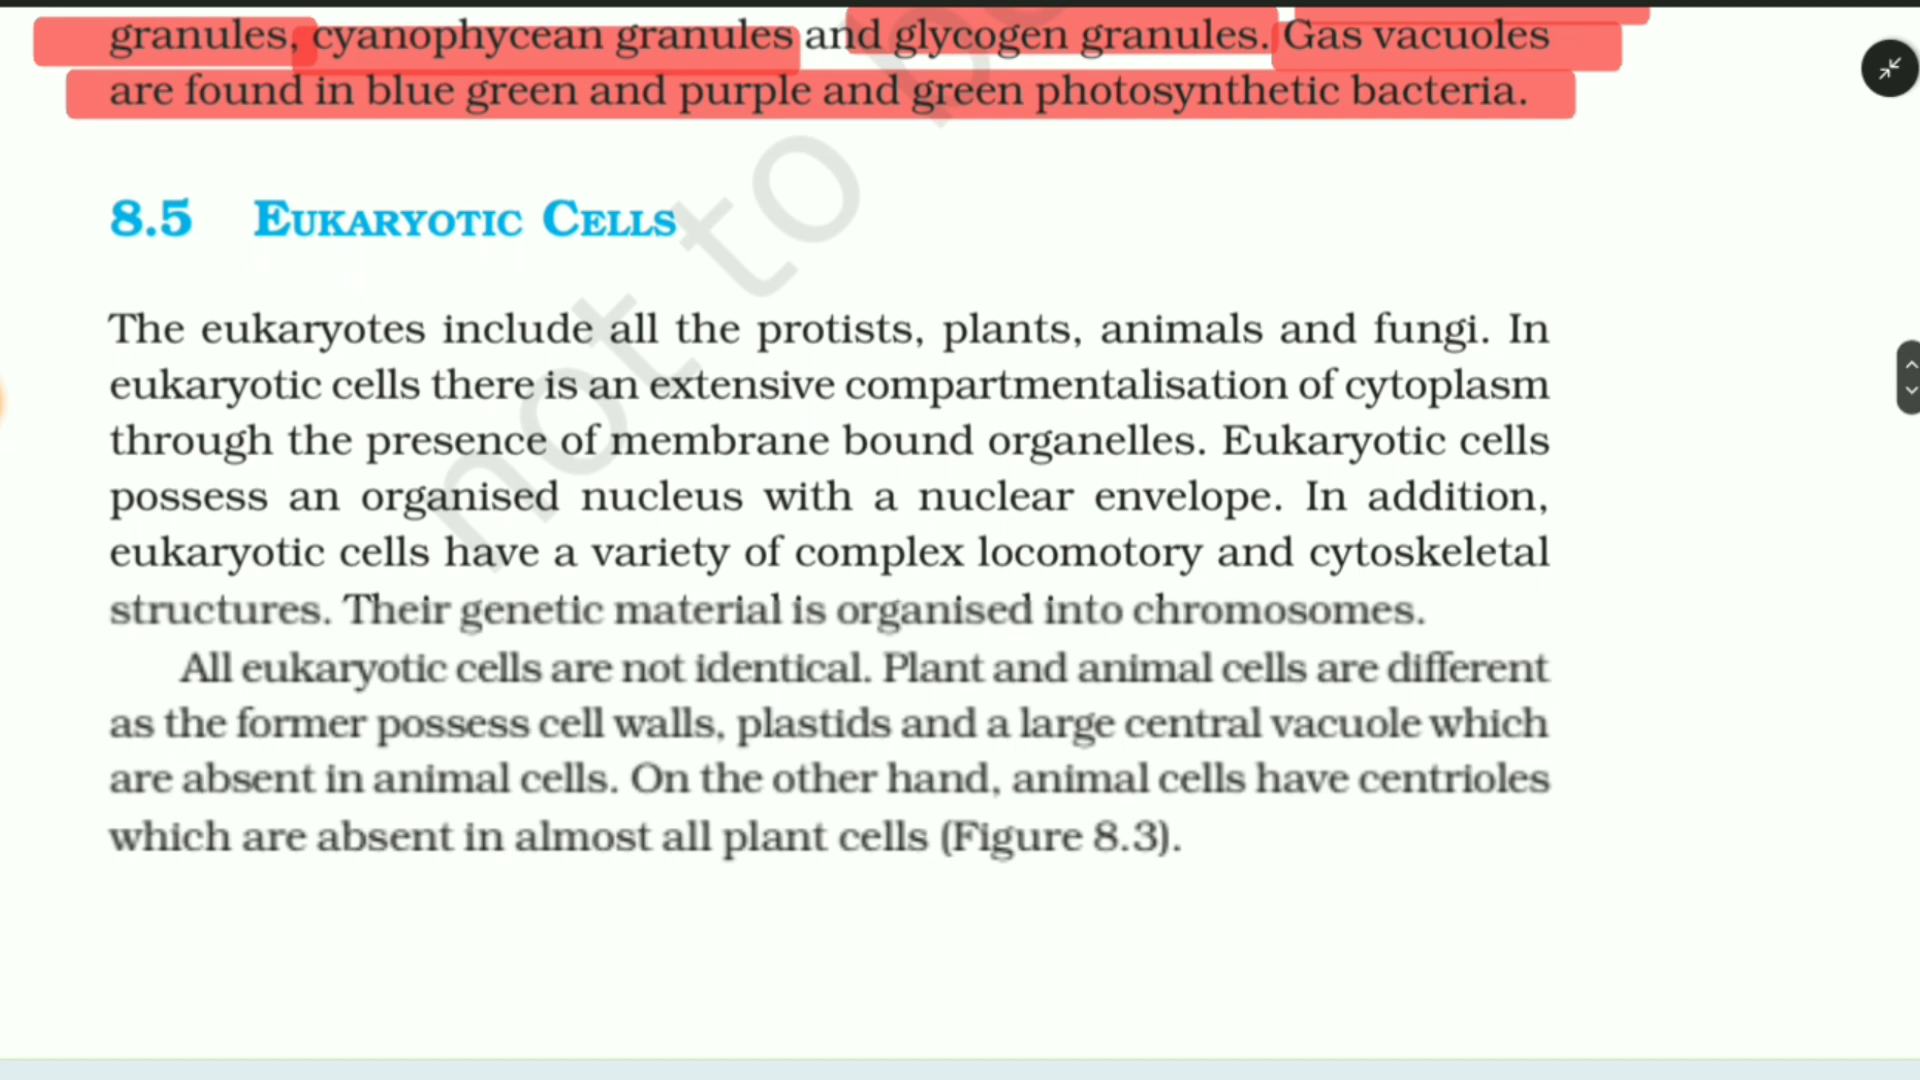 granules, cyanophycean granules and glycogen granules. Gas vacuoles
are found in blue green and purple and green photosynthetic bacteria.
8.5 EUKARYOTIC CELLS
The eukaryotes include all the protists, plants, animals and fungi. In
eukaryotic cells there is an extensive compartmentalisation of cytoplasm
through the presence of membrane bound organelles. Eukaryotic cells
possess an organised nucleus with a nuclear envelope. In addition,
eukaryotic cells have a variety of complex locomotory and cytoskeletal
structures. Their genetic material is organised into chromosomes.
All eukaryotic cells are not identical. Plant and animal cells are different
as the former possess cell walls, plastids and a large central vacuole which
are absent in animal cells. On the other hand, animal cells have centrioles
which are absent in almost all plant cells (Figure 8.3).
not to